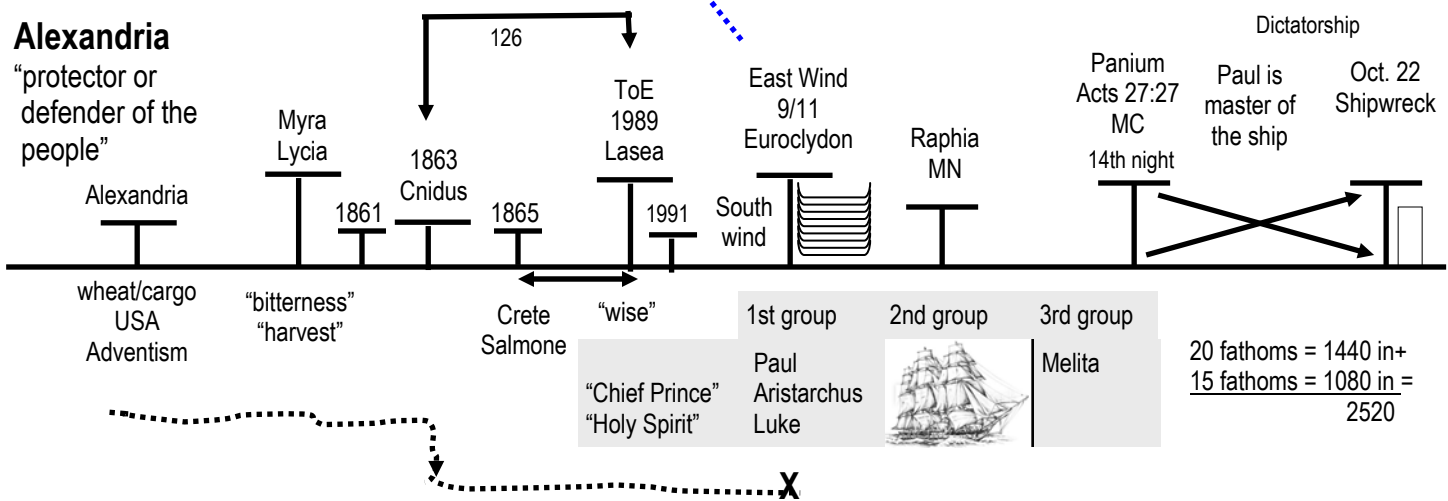 Alexandria
“protector or
defender of the
people”
Alexandria
wheat/cargo
USA
Adventism
Myra
Lycia
“bitterness”
“harvest”
1861
126
1863
Cnidus
1865
Crete
Salmone
ToE
1989
Lasea
“wise”
1991
South
wind
East Wind
9/11
Euroclydon
Raphia
MN
Panium
Acts 27:27
MC
14th night
Dictatorship
Paul is
master of
the ship
Oct. 22
Shipwreck
1st group
2nd group
3rd group
“Chief Prince”
“Holy Spirit”
Paul
Aristarchus
Luke
Melita
20 fathoms = 1440 in+
15 fathoms = 1080 in =
2520
X